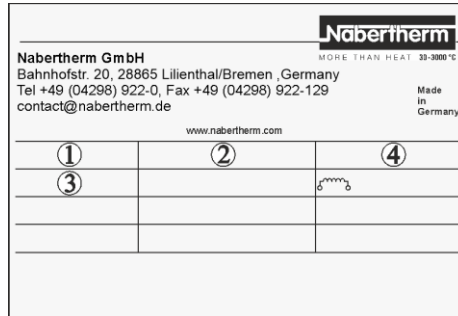 Nabertherm
MORE THAN HEAT 30-3000 °C
Nabertherm GmbH
Bahnhofstr. 20, 28865 Lilienthal/Bremen ,Germany
Tel +49 (04298) 922-0, Fax +49 (04298) 922-129
contact@nabertherm.de
Made
in
Germany
www.nabertherm.com
① ② ④
③